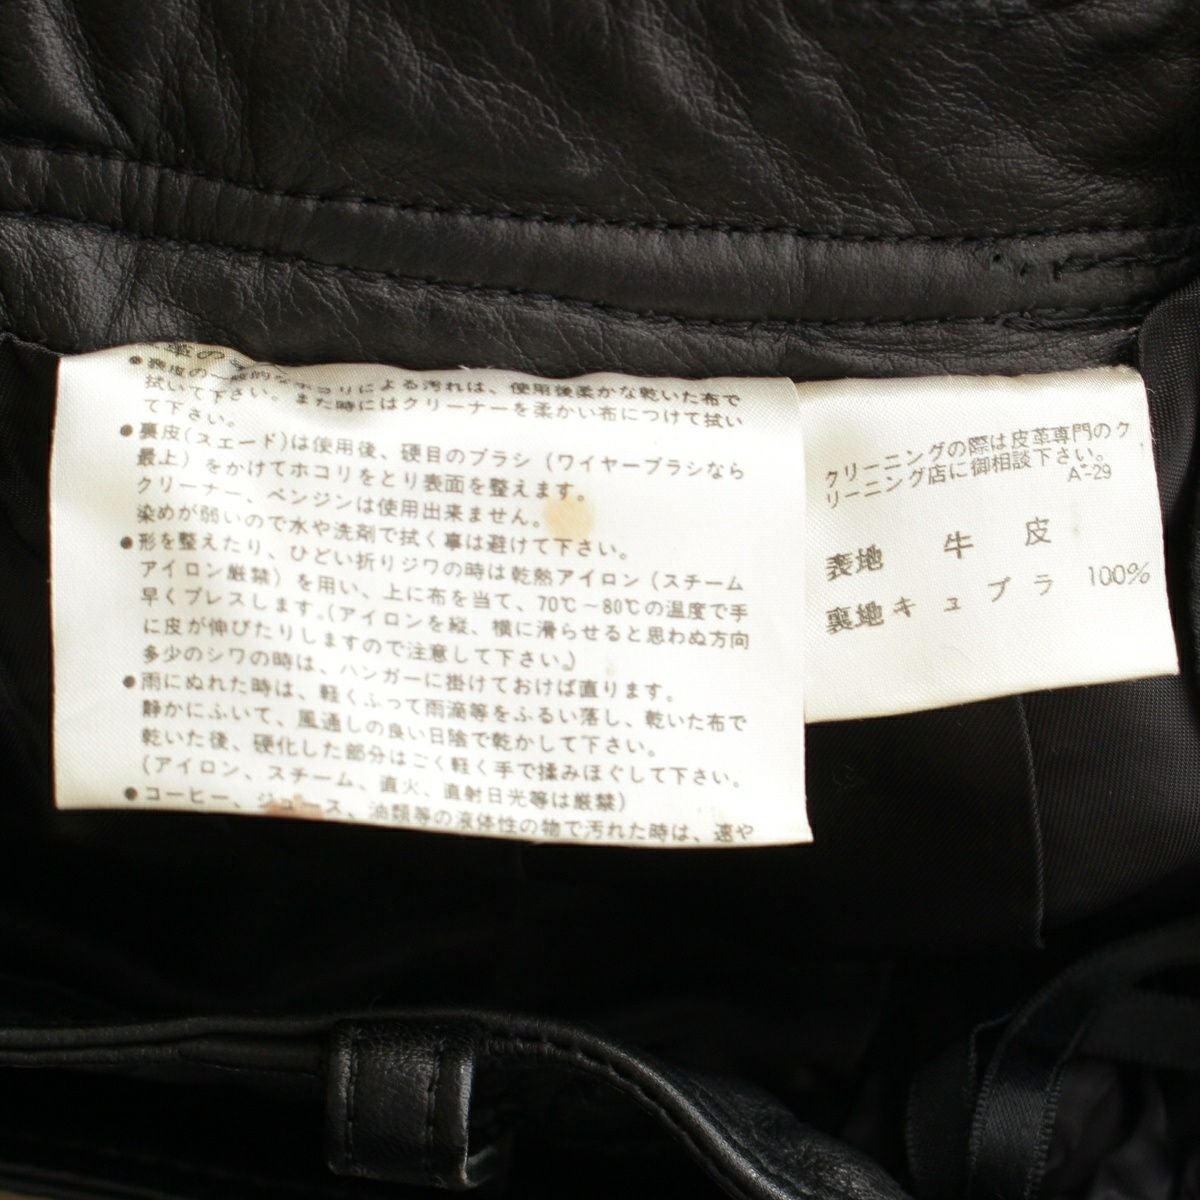 革の
●表皮の一般的なホコリによる汚れは、使用後柔かな乾いた布で
拭いて下さい。また時にはクリーナーを柔かい布につけて拭い
て下さい。
●裏皮(スエード)は使用後、硬目のブラシ(ワイヤーブラシなら
最上)をかけてホコリをとり表面を整えます。
クリーナー、ベンジンは使用出来ません。
染めが弱いので水や洗剤で拭く事は避けて下さい。
●形を整えたり、ひどい折りジワの時は乾熱アイロン(スチーム
アイロン厳禁)を用い、上に布を当て、70℃〜80℃の温度で手
早くプレスします。(アイロンを縦、横に滑らせると思わぬ方向
に皮が伸びたりしますので注意して下さい。)
多少のシワの時は、ハンガーに掛けておけば直ります。
●雨にぬれた時は、軽くふって雨滴等をふるい落し、乾いた布で
静かにふいて、風通しの良い日陰で乾かして下さい。
乾いた後、硬化した部分はごく軽く手で揉みほぐして下さい。
(アイロン、スチーム、直火、直射日光等は厳禁)
●コーヒー、ジュース、油類等の液体性の物で汚れた時は、速や
クリーニングの際は皮革専門のク
リーニング店に御相談下さい。
A-29
表地 牛皮
裏地キュプラ 100%